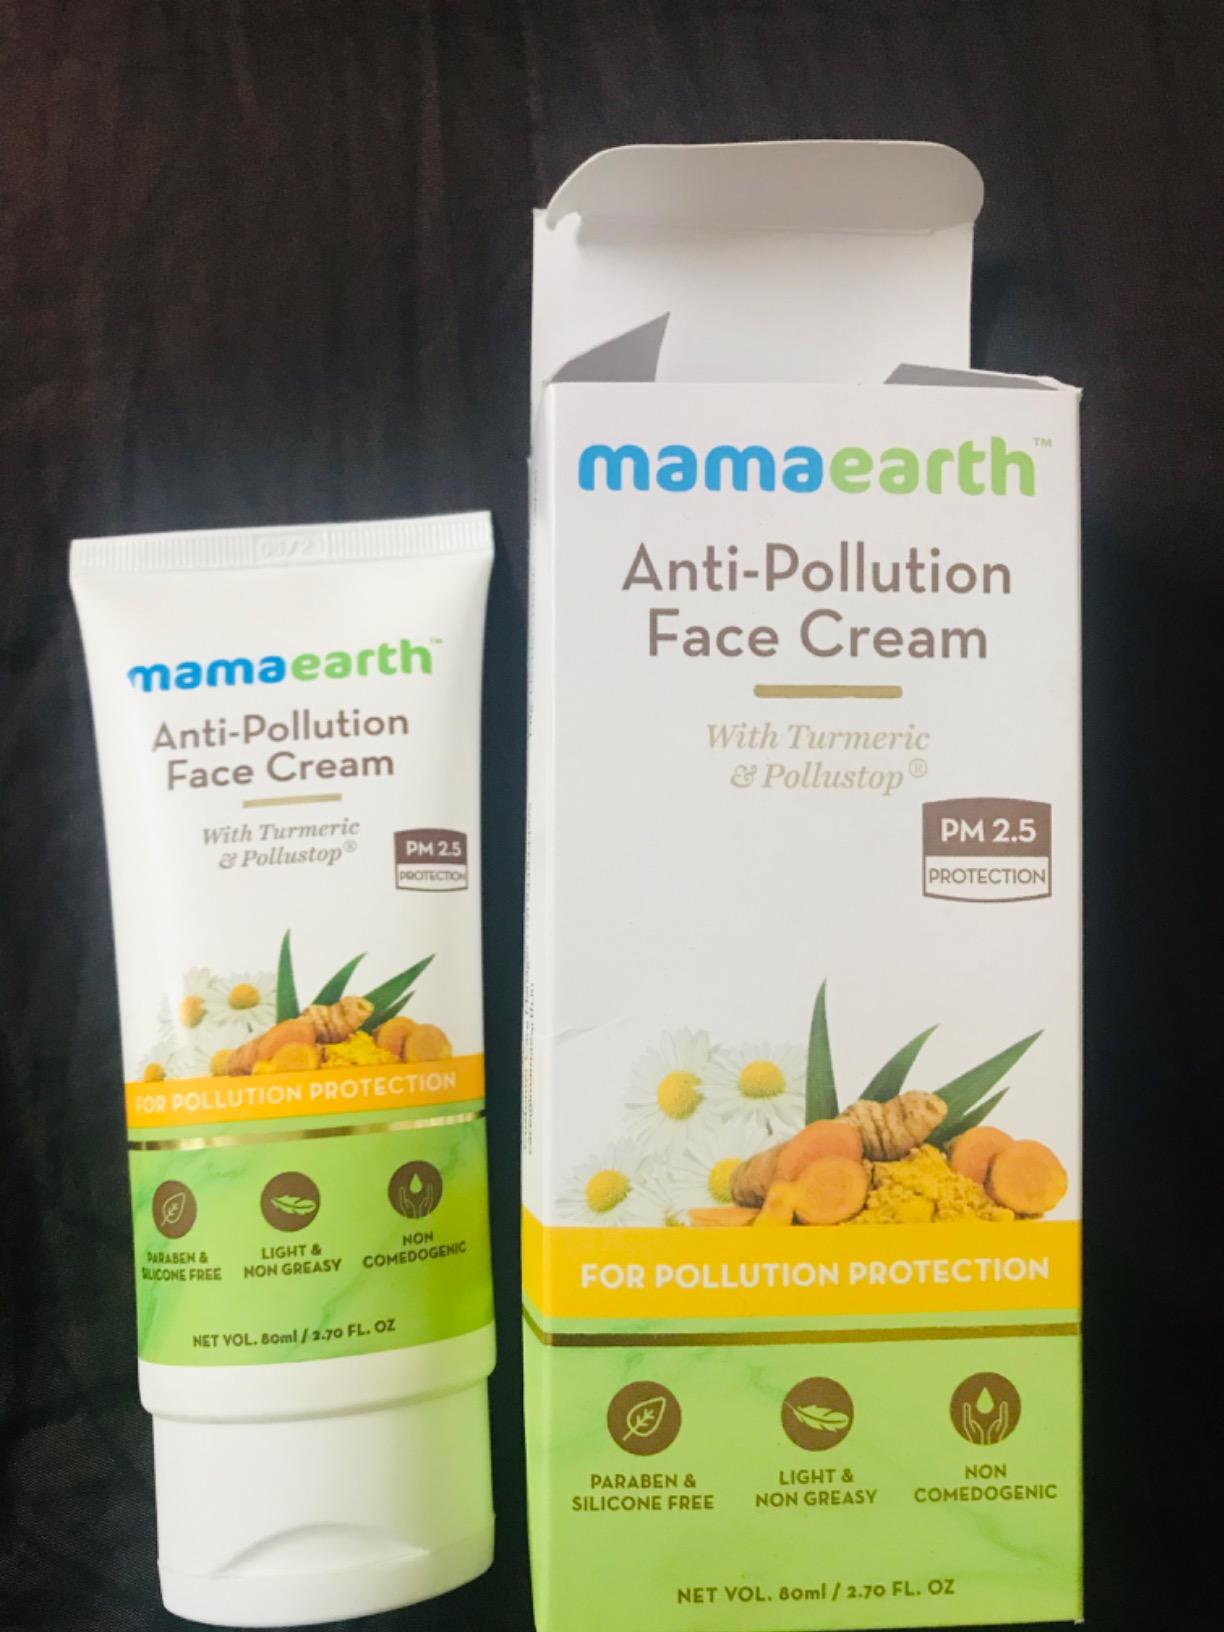 mamaearth™
Anti-Pollution
Face Cream
With Turmeric
& Pollustop®
PM 2.5
PROTECTION
FOR POLLUTION PROTECTION
PARABEN &
SILICONE FREE
LIGHT &
NON GREASY
NON
COMEDOGENIC
NET VOL. 80ml / 2.70 FL. OZ
mamaearth™
Anti-Pollution
Face Cream
With Turmeric
& Pollustop®
PM 2.5
PROTECTION
FOR POLLUTION PROTECTION
PARABEN &
SILICONE FREE
LIGHT &
NON GREASY
NON
COMEDOGENIC
NET VOL. 80ml / 2.70 FL. OZ